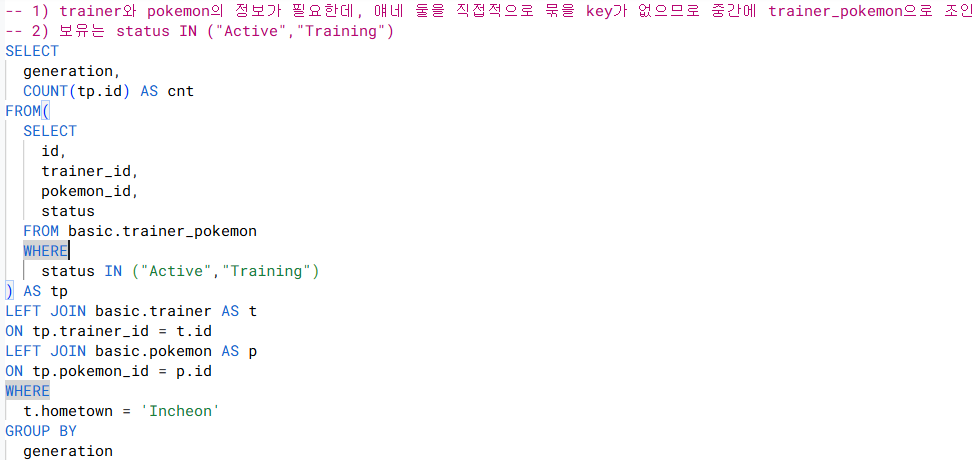 -- 1) trainer와 pokemon의 정보가 필요한데, 얘네 둘을 직접적으로 묶을 key가 없으므로 중간에 trainer_pokemon으로 조인
-- 2) 보유는 status IN ("Active","Training")
SELECT
generation,
COUNT(tp.id) AS cnt
FROM(
SELECT
id,
trainer_id,
pokemon_id,
status
FROM basic.trainer_pokemon
WHERE
status IN ("Active","Training")
) AS tp
LEFT JOIN basic.trainer AS t
ON tp.trainer_id = t.id
LEFT JOIN basic.pokemon AS p
ON tp.pokemon_id = p.id
WHERE
t.hometown = 'Incheon'
GROUP BY
generation